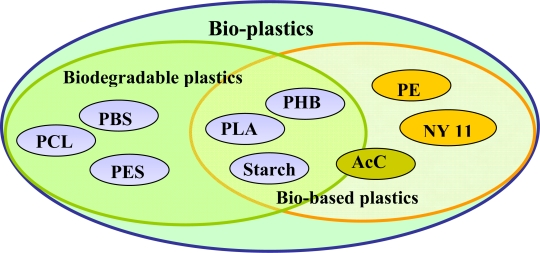 Bio-plastics
Biodegradable plastics
PE
PHB
PBS
NY 11
PLA
PCL
AcC
PES
Starch
Bio-based plastics